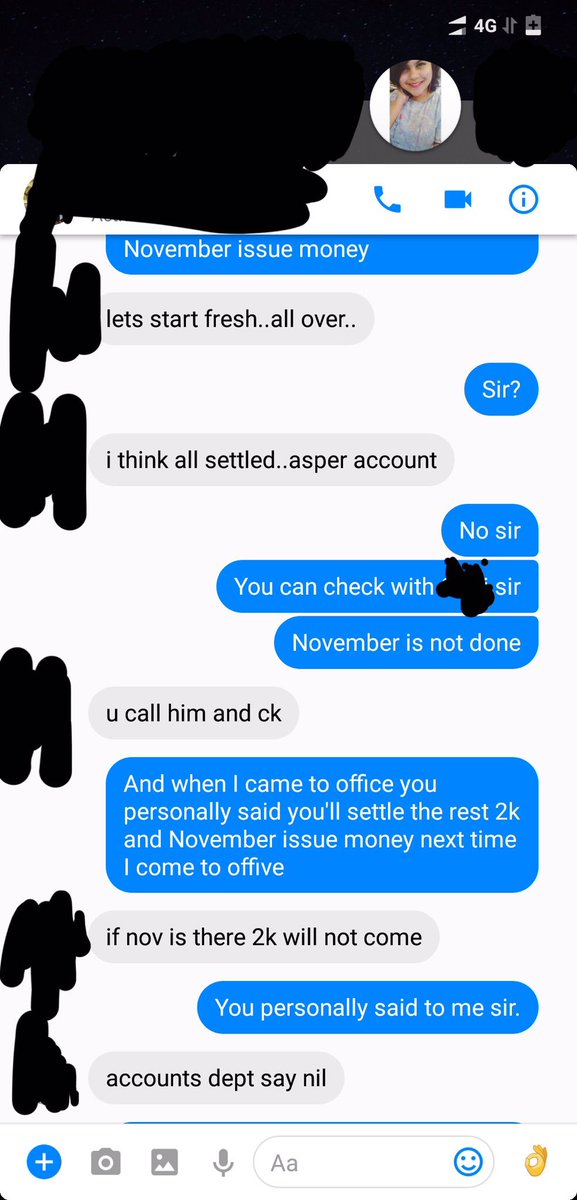 4G
November issue money
lets start fresh..all over..
Sir?
i think all settled..asper account
No sir
You can check with sir
November is not done
u call him and ck
And when I came to office you
personally said you'll settle the rest 2k
and November issue money next time
I come to offive
if nov is there 2k will not come
You personally said to me sir.
accounts dept say nil
Aa